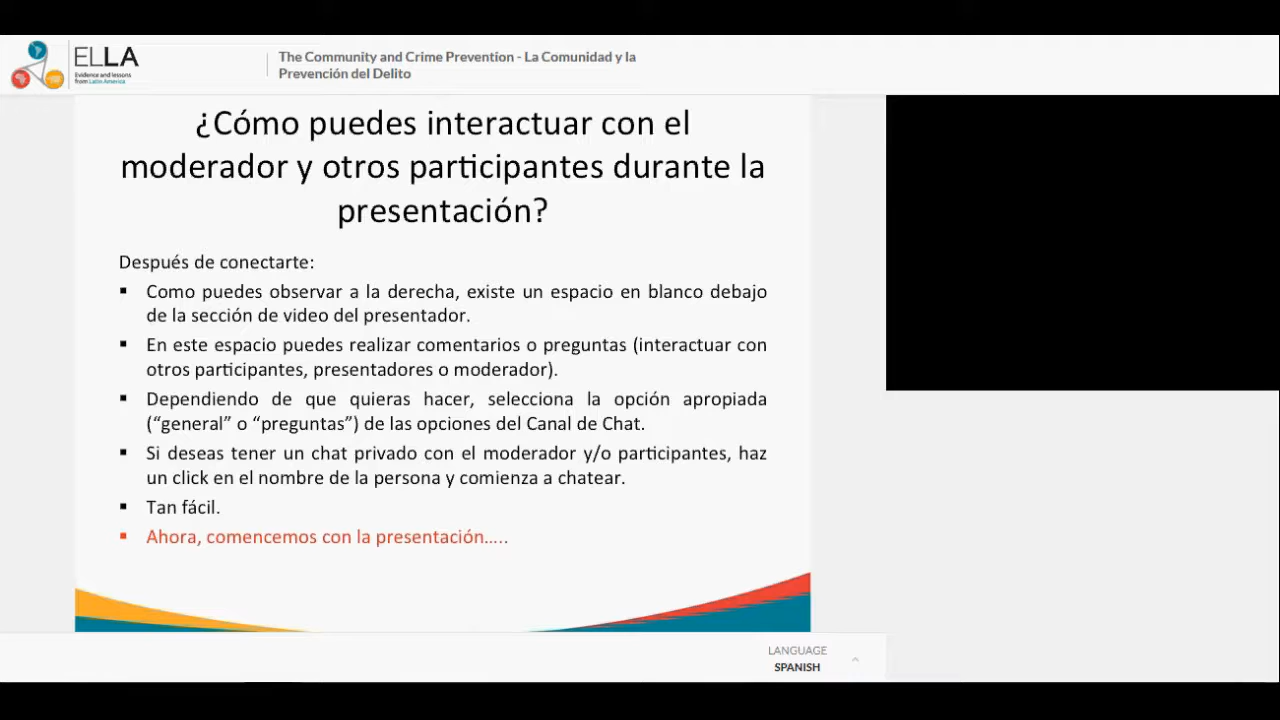 ELLA
Evidence and lessons
from Latin America
The Community and Crime Prevention - La Comunidad y la
Prevención del Delito
¿Cómo puedes interactuar con el
moderador y otros participantes durante la
presentación?
Después de conectarte:
▪ Como puedes observar a la derecha, existe un espacio en blanco debajo
de la sección de video del presentador.
▪ En este espacio puedes realizar comentarios o preguntas (interactuar con
otros participantes, presentadores o moderador).
▪ Dependiendo de que quieras hacer, selecciona la opción apropiada
(“general” o “preguntas”) de las opciones del Canal de Chat.
▪ Si deseas tener un chat privado con el moderador y/o participantes, haz
un click en el nombre de la persona y comienza a chatear.
▪ Tan fácil.
▪ Ahora, comencemos con la presentación…..
LANGUAGE
SPANISH